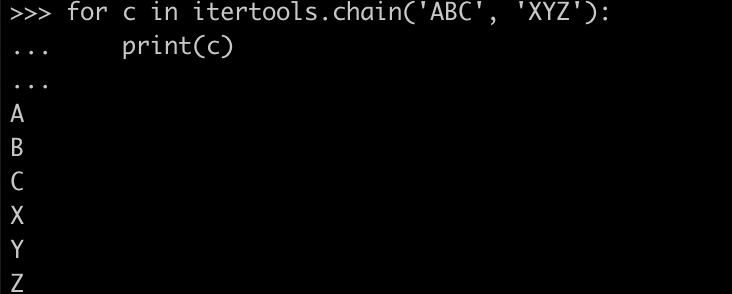 >>> for c in itertools.chain('ABC', 'XYZ'):
...     print(c)
...
A
B
C
X
Y
Z